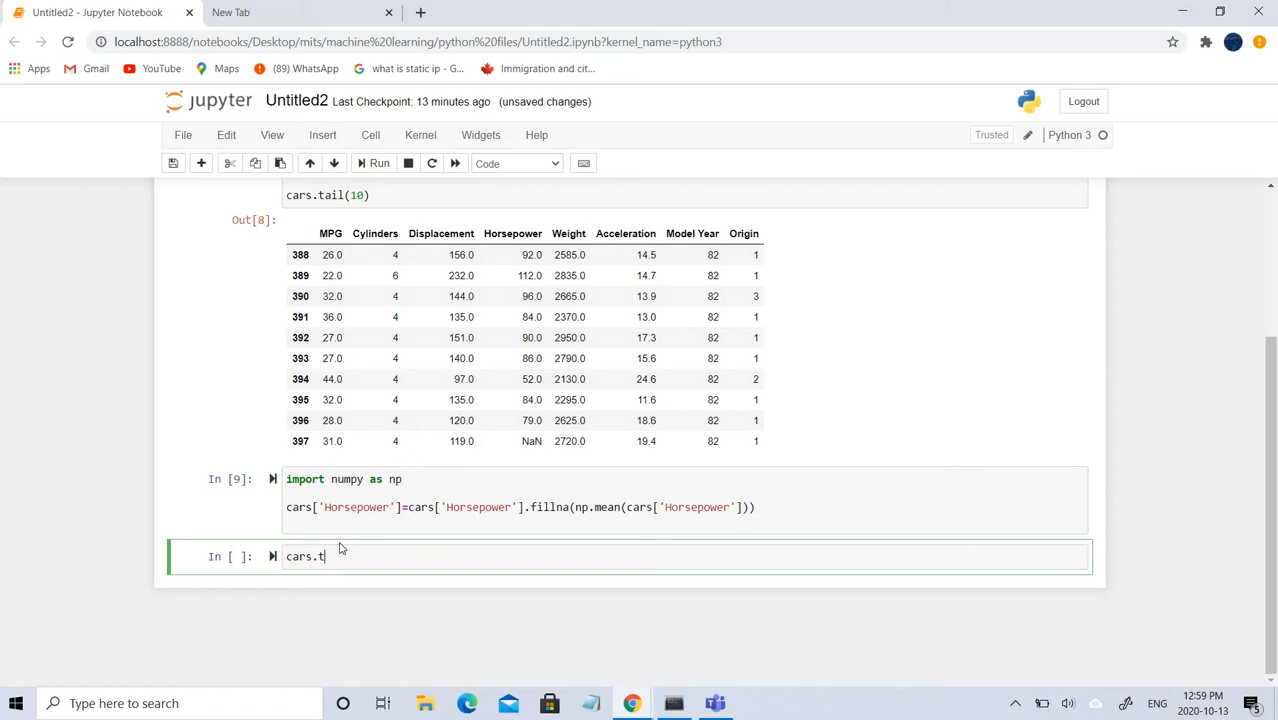 Untitled2 - Jupyter Notebook
New Tab
localhost:8888/notebooks/Desktop/mits/machine%20learning/python%20files/Untitled2.ipynb?kernel_name=python3
Apps Gmail YouTube Maps (89) WhatsApp what is static ip - G... Immigration and cit...
jupyter Untitled2 Last Checkpoint: 13 minutes ago (unsaved changes) Logout
File Edit View Insert Cell Kernel Widgets Help Trusted Python 3
Run Code
cars.tail(10)
Out[8]:
MPG Cylinders Displacement Horsepower Weight Acceleration Model Year Origin
388 26.0 4 156.0 92.0 2585.0 14.5 82 1
389 22.0 6 232.0 112.0 2835.0 14.7 82 1
390 32.0 4 144.0 96.0 2665.0 13.9 82 3
391 36.0 4 135.0 84.0 2370.0 13.0 82 1
392 27.0 4 151.0 90.0 2950.0 17.3 82 1
393 27.0 4 140.0 86.0 2790.0 15.6 82 1
394 44.0 4 97.0 52.0 2130.0 24.6 82 2
395 32.0 4 135.0 84.0 2295.0 11.6 82 1
396 28.0 4 120.0 79.0 2625.0 18.6 82 1
397 31.0 4 119.0 NaN 2720.0 19.4 82 1
In [9]: import numpy as np
cars['Horsepower']=cars['Horsepower'].fillna(np.mean(cars['Horsepower']))
In [ ]: cars.t
Type here to search
ENG
12:59 PM
2020-10-13
5